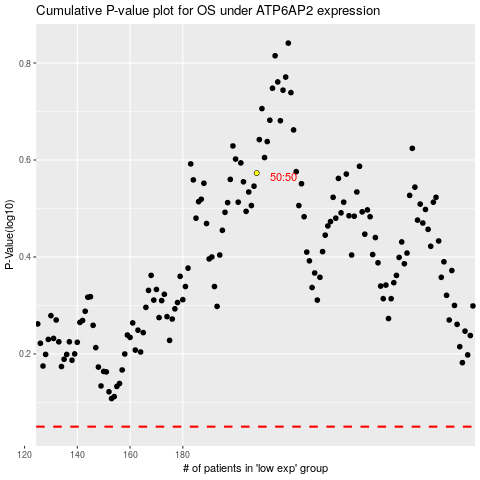 Cumulative P-value plot for OS under ATP6AP2 expression
P-Value(log10)
0.8
0.6
0.4
0.2
50:50
120 140 160 180
# of patients in 'low exp' group